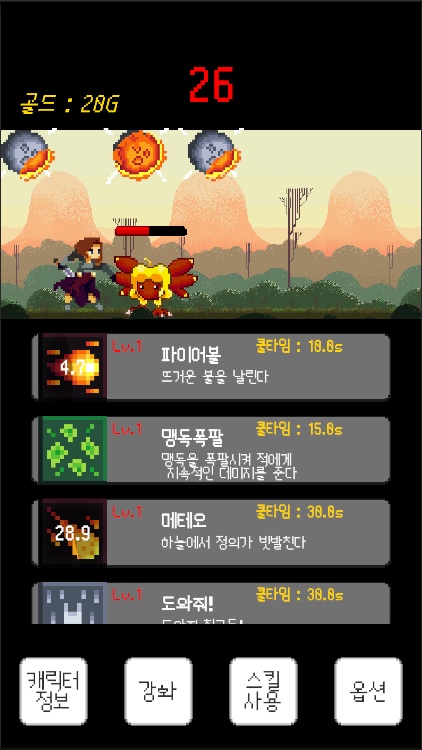 26
골드 : 20G
4.7
Lv.1
파이어볼
쿨타임 : 10.0s
뜨거운 불을 날린다
Lv.1
맹독폭팔
쿨타임 : 15.0s
맹독을 폭팔시켜 적에게
지속적인 데미지를 준다
28.9
Lv.1
메테오
쿨타임 : 30.0s
하늘에서 정의가 빗발친다
Lv.1
도와줘!
쿨타임 : 30.0s
캐릭터
정보
강화
스킬
사용
옵션